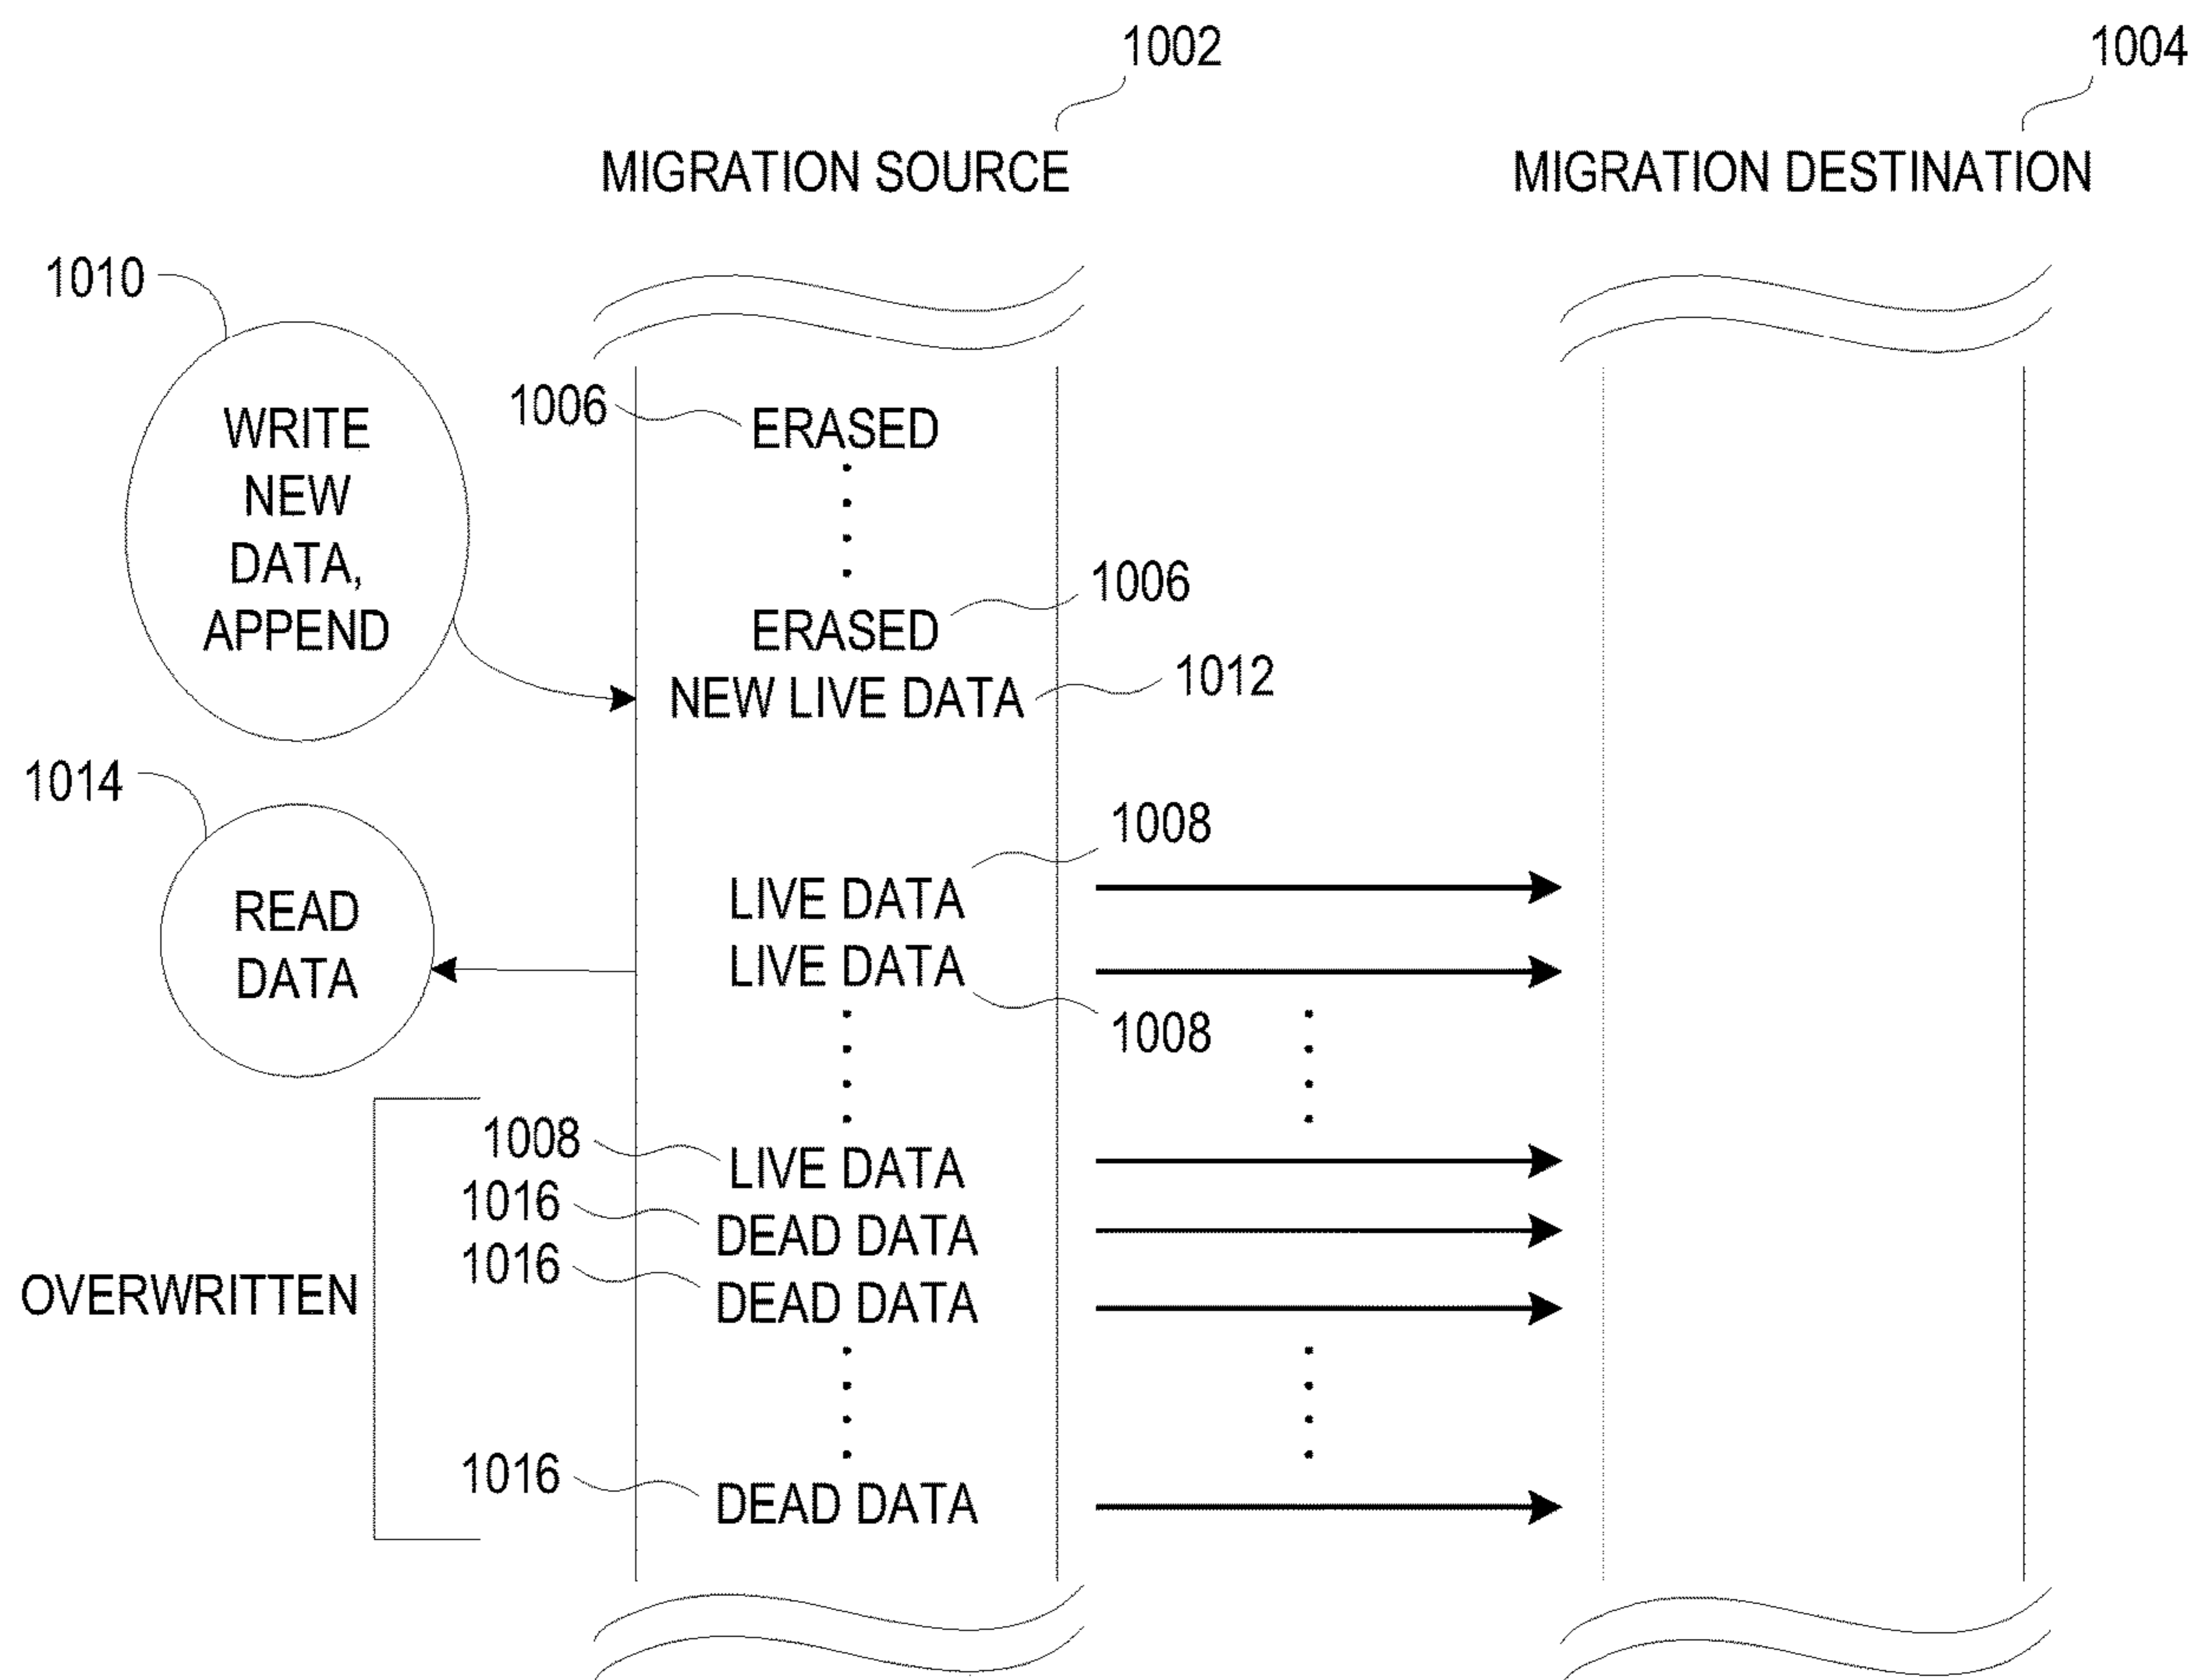 1002
1004
MIGRATION SOURCE
MIGRATION DESTINATION
1010
WRITE
NEW
DATA,
APPEND
1006
ERASED
1006
ERASED
NEW LIVE DATA
1012
1014
READ
DATA
1008
LIVE DATA
LIVE DATA
1008
1008
LIVE DATA
1016
DEAD DATA
1016
DEAD DATA
OVERWRITTEN
1016
DEAD DATA